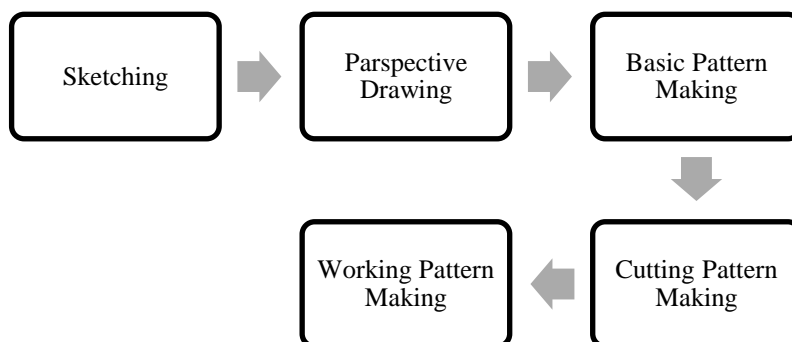 Sketching
Parspective
Drawing
Basic Pattern
Making
Cutting Pattern
Making
Working Pattern
Making